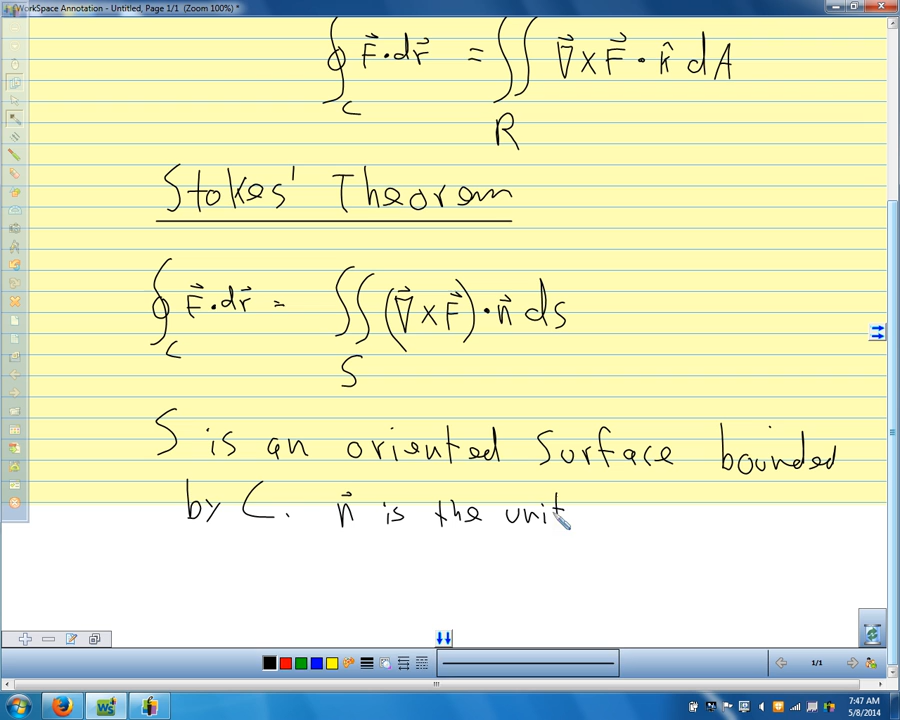 WorkSpace Annotation - Untitled, Page 1/1 (Zoom 100%) *
∮_C F⃗ · dr⃗ = ∬_R ∇⃗ × F⃗ · k̂ dA
Stokes' Theorem
∮_C F⃗ · dr⃗ = ∬_S (∇⃗ × F⃗) · n⃗ ds
S is an oriented surface bounded
by C. n⃗ is the unit
1/1
7:47 AM
5/8/2014